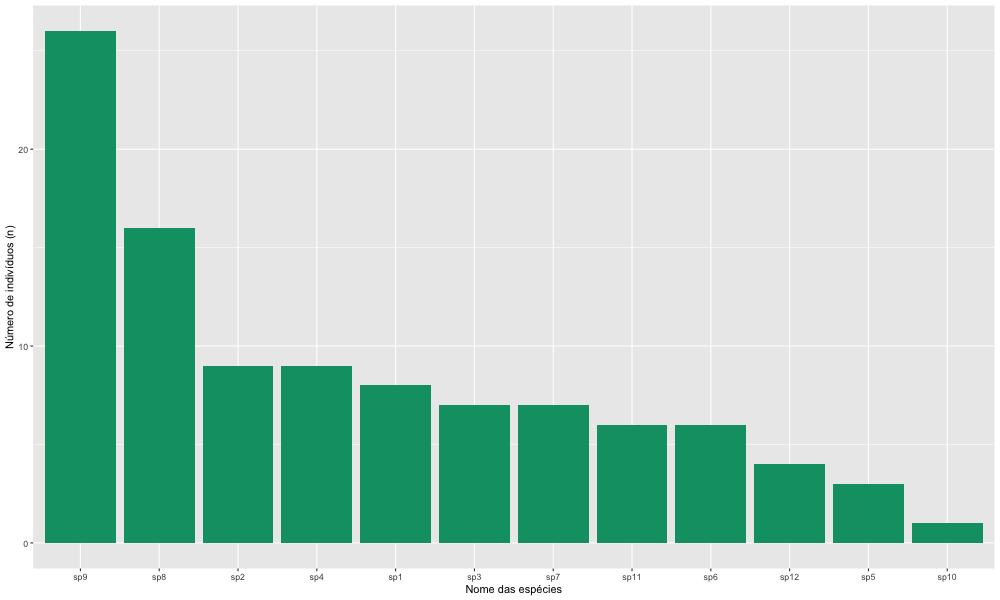 Número de indivíduos (n)
20
10
0
sp9 sp8 sp2 sp4 sp1 sp3 sp7 sp11 sp6 sp12 sp5 sp10
Nome das espécies